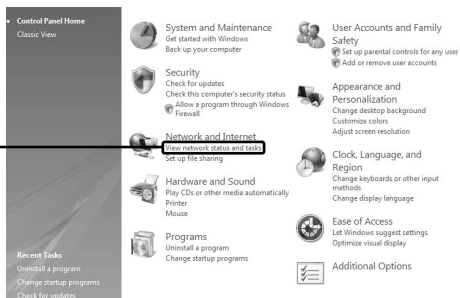 Control Panel Home
Classic View
Recent Tasks
Uninstall a program
Change startup programs
Check for updates
System and Maintenance
Get started with Windows
Back up your computer
Security
Check for updates
Check this computer's security status
Allow a program through Windows
Firewall
Network and Internet
View network status and tasks
Set up file sharing
Hardware and Sound
Play CDs or other media automatically
Printer
Mouse
Programs
Uninstall a program
Change startup programs
User Accounts and Family
Safety
Set up parental controls for any user
Add or remove user accounts
Appearance and
Personalization
Change desktop background
Customize colors
Adjust screen resolution
Clock, Language, and
Region
Change keyboards or other input
methods
Change display language
Ease of Access
Let Windows suggest settings
Optimize visual display
Additional Options